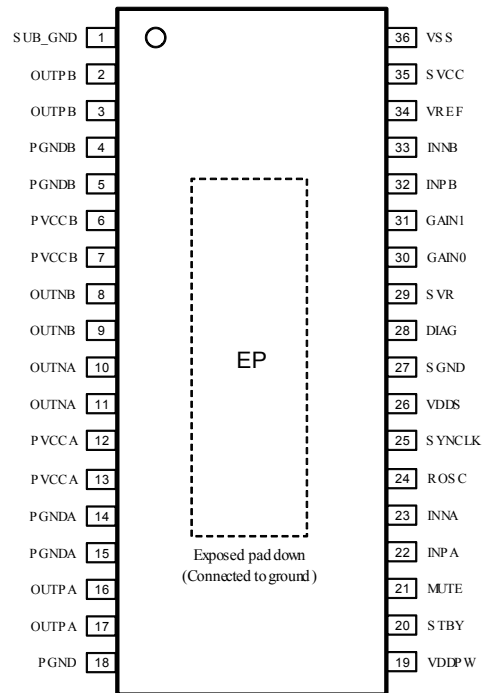 SUB_GND 1 36 VSS
OUTPB 2 35 SVCC
OUTPB 3 34 VREF
PGNDB 4 33 INNB
PGNDB 5 32 INPB
PVCCB 6 31 GAIN1
PVCCB 7 30 GAIN0
OUTNB 8 29 SVR
OUTNB 9 28 DIAG
OUTNA 10 27 SGND
EP
OUTNA 11 26 VDDS
PVCCA 12 25 SYNCLK
PVCCA 13 24 ROSC
PGNDA 14 23 INNA
PGNDA 15 22 INPA
Exposed pad down
(Connected to ground)
OUTPA 16 21 MUTE
OUTPA 17 20 STBY
PGND 18 19 VDDPW